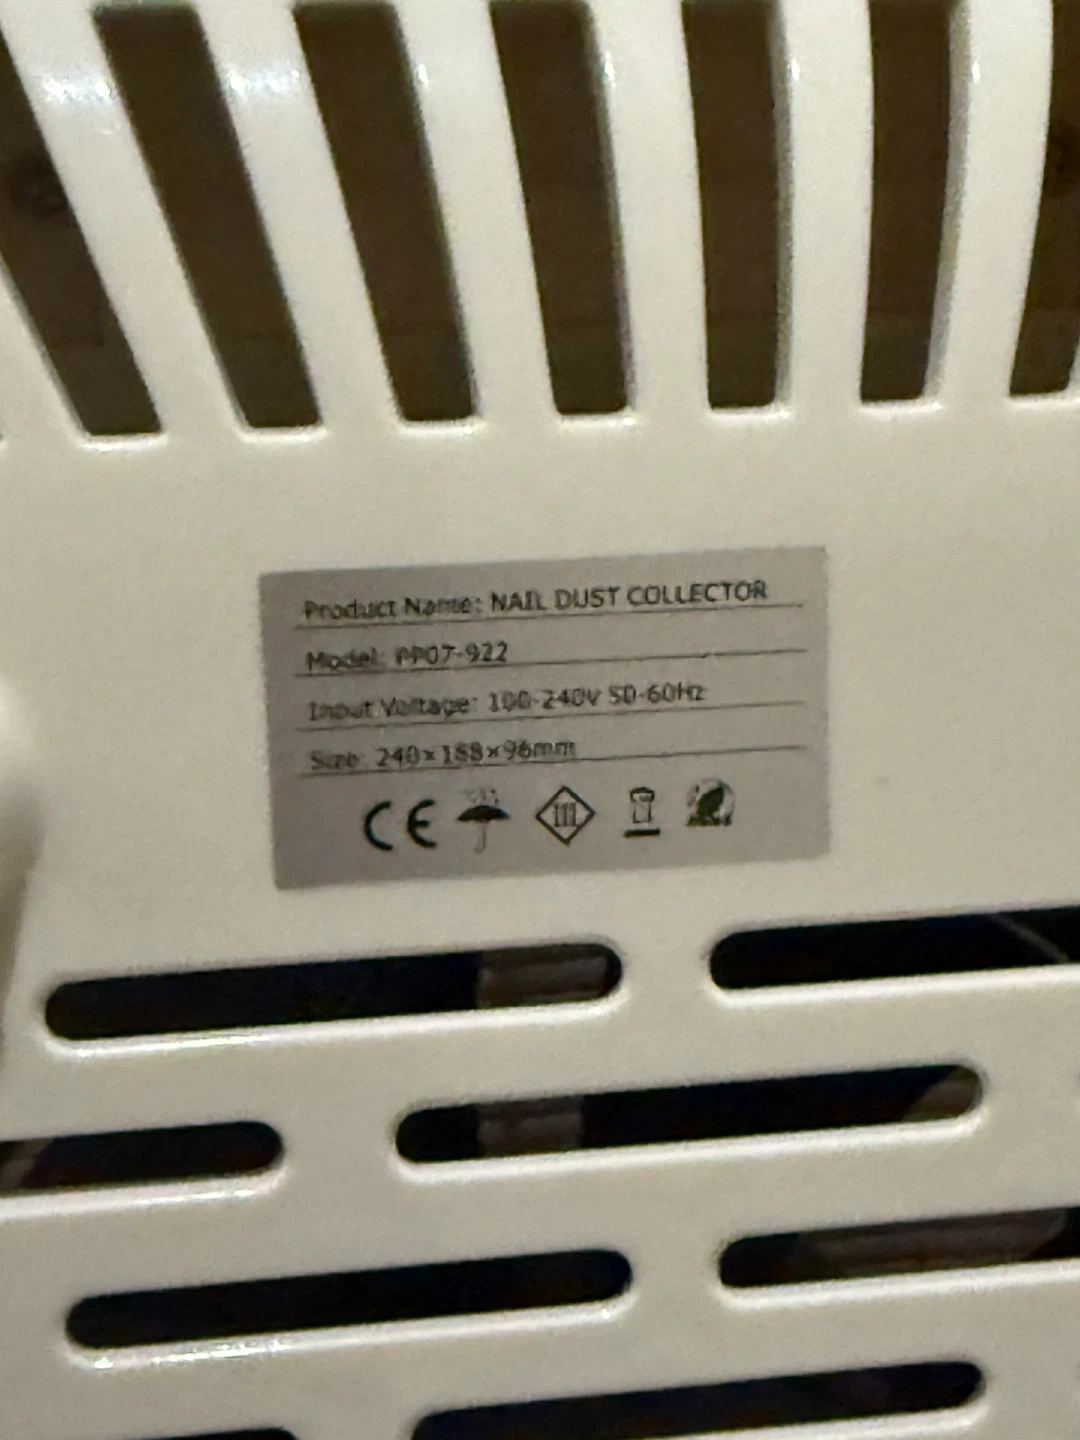 Product Name: NAIL DUST COLLECTOR
Model: PP07-922
Input Voltage: 100-240V 50-60Hz
Size: 240×188×96mm
CE